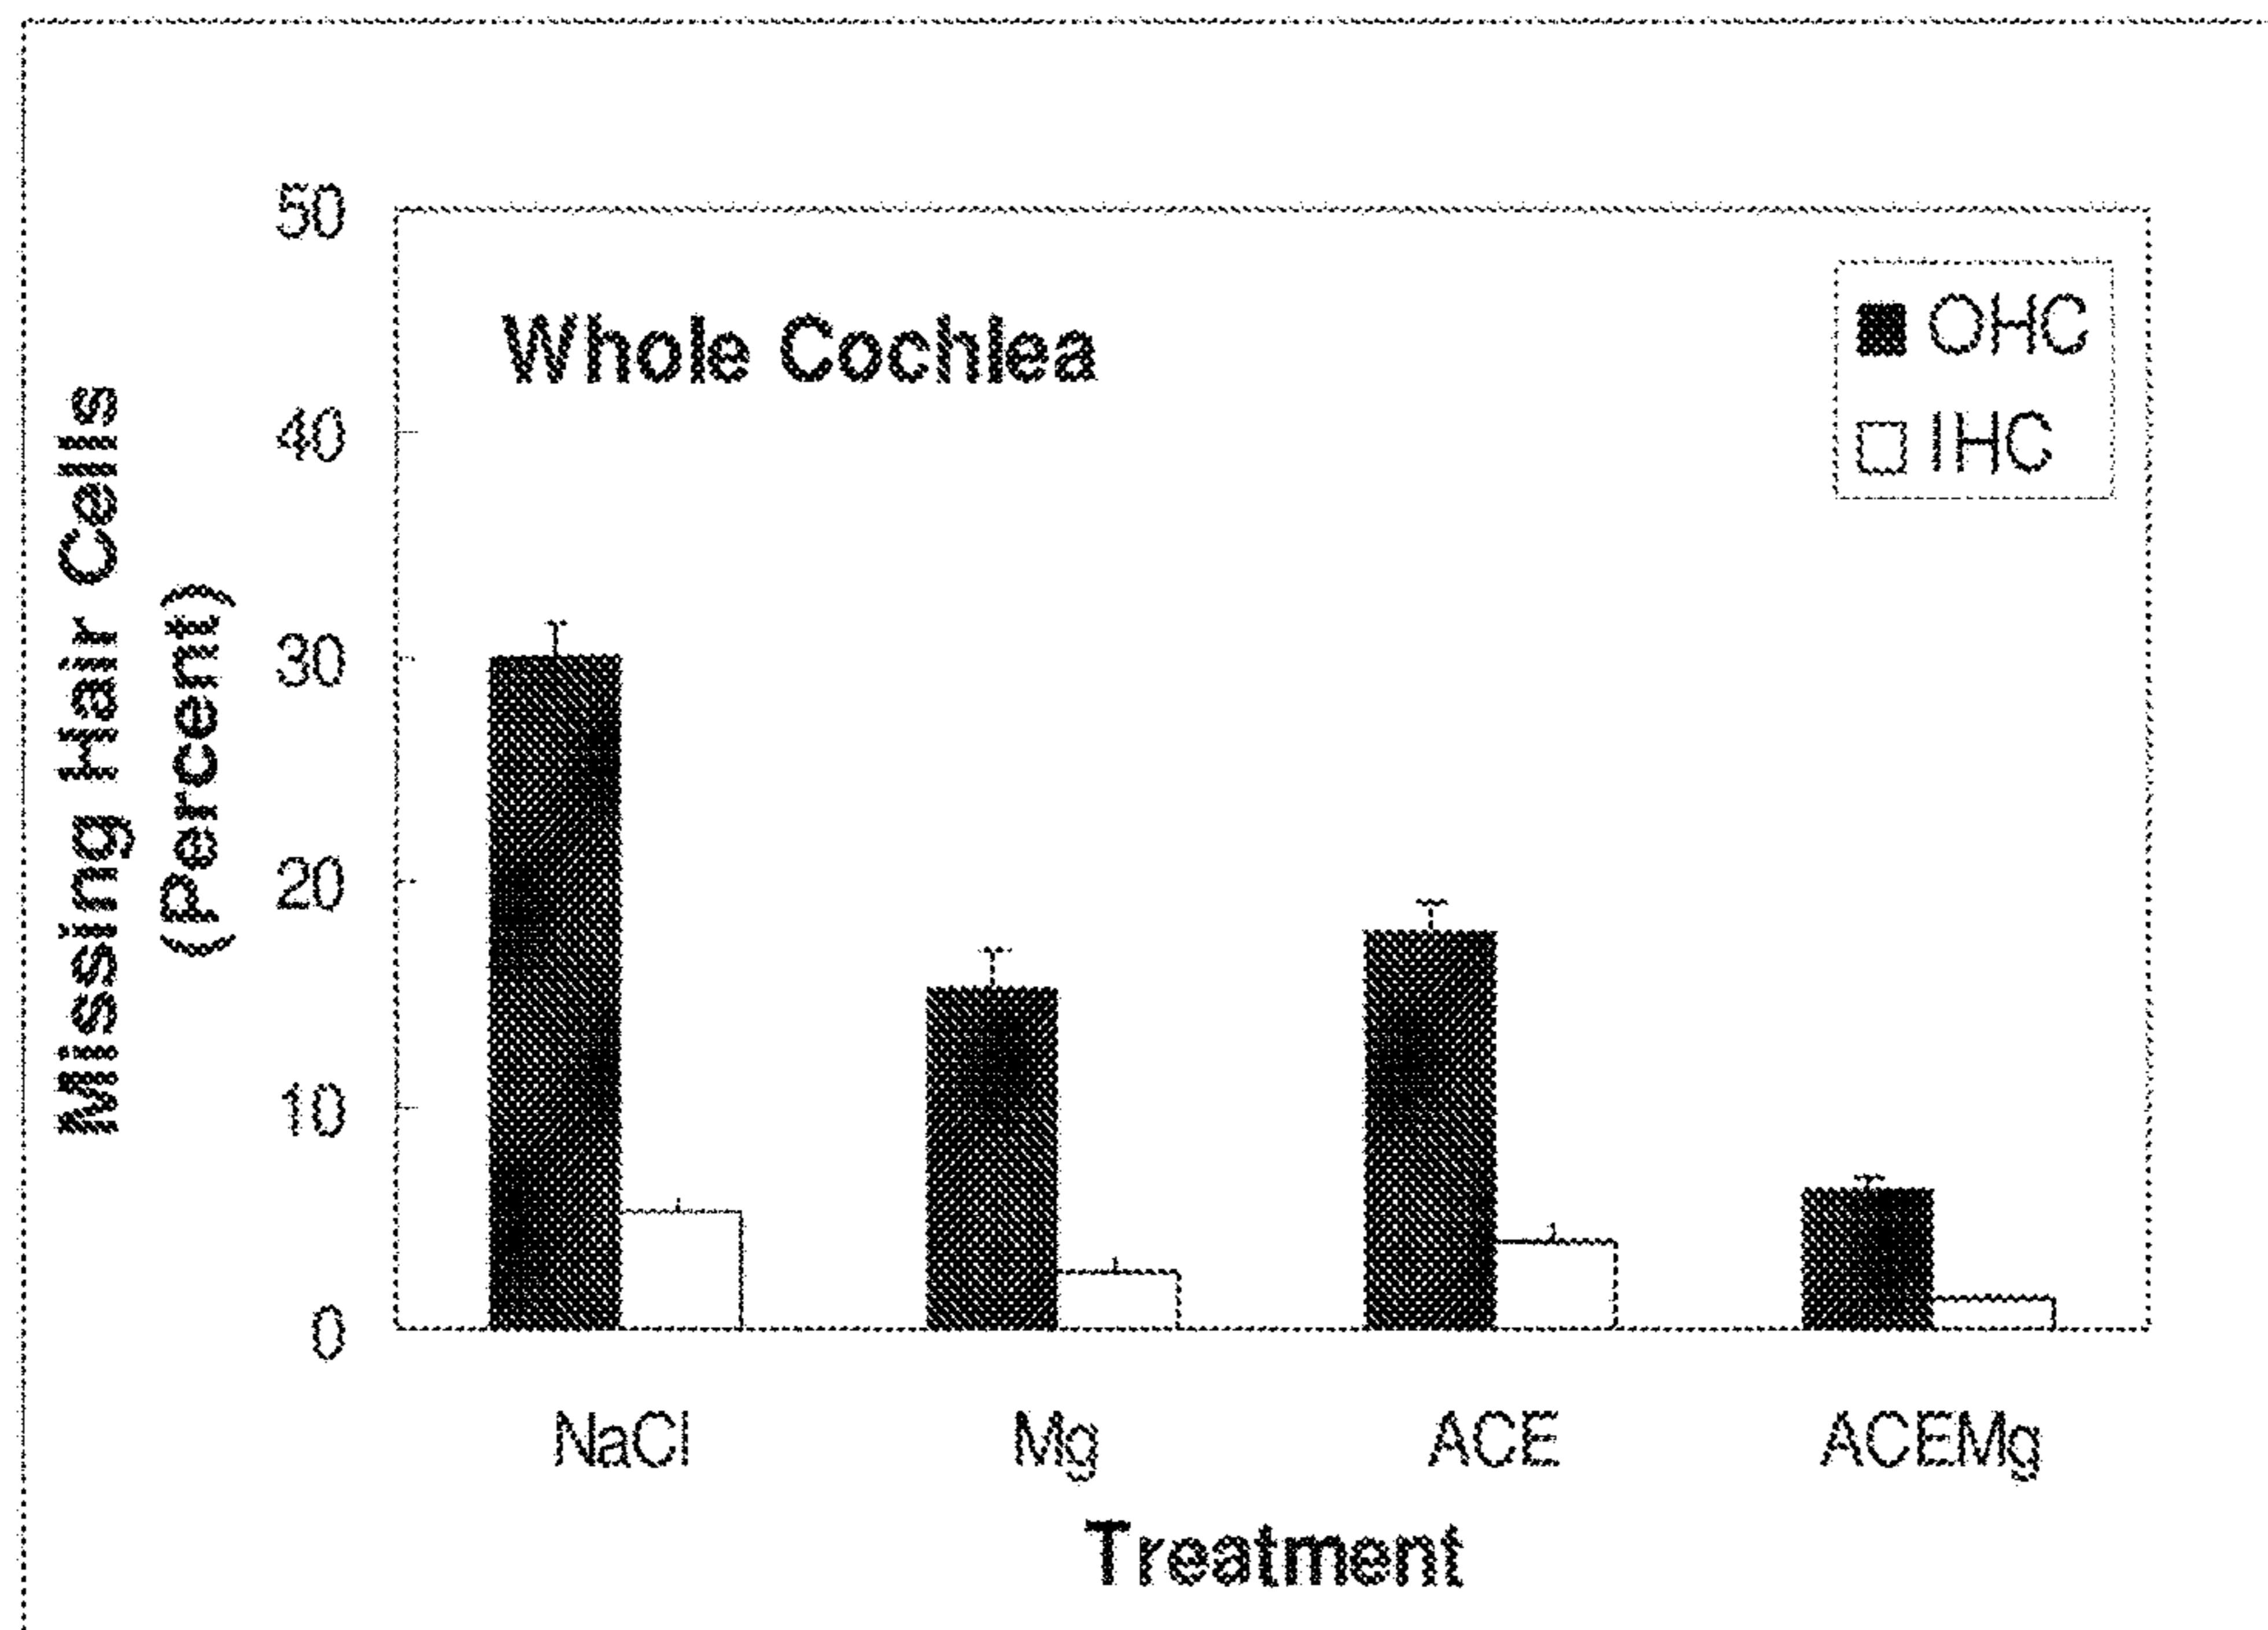 Missing Hair Cells
(Percent)
50
40
30
20
10
0
Whole Cochlea
OHC
IHC
NaCl Mg ACE ACEMg
Treatment